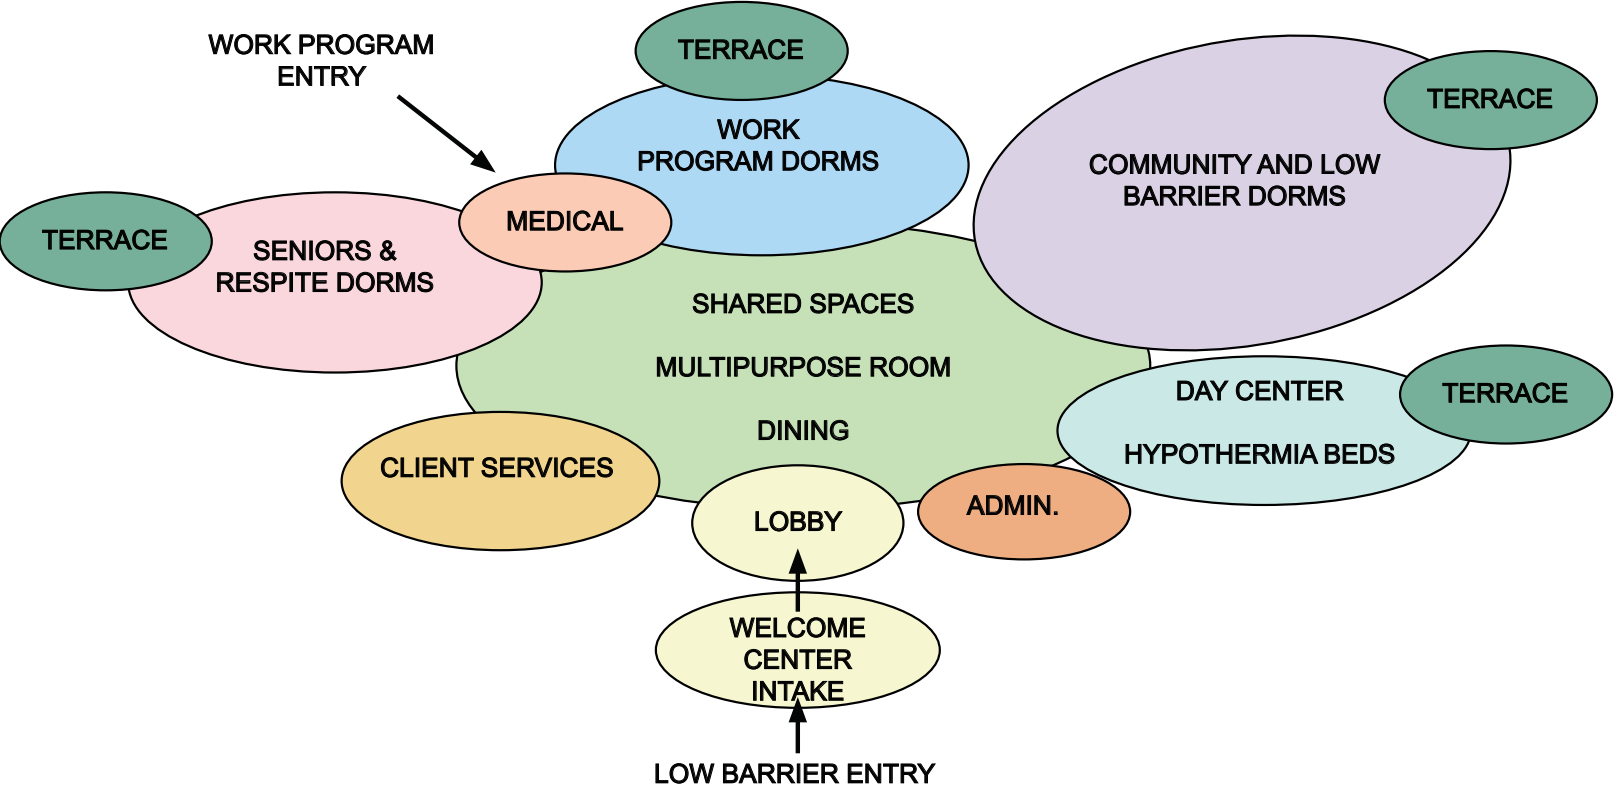 WORK PROGRAM
ENTRY
TERRACE
WORK
PROGRAM DORMS
TERRACE
COMMUNITY AND LOW
BARRIER DORMS
MEDICAL
TERRACE
SENIORS &
RESPITE DORMS
SHARED SPACES
MULTIPURPOSE ROOM
DINING
DAY CENTER
HYPOTHERMIA BEDS
TERRACE
CLIENT SERVICES
LOBBY
ADMIN.
WELCOME
CENTER
INTAKE
LOW BARRIER ENTRY